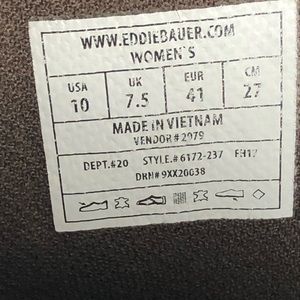 WWW.EDDIEBAUER.COM
WOMEN'S
USA UK EUR CM
10 7.5 41 27
MADE IN VIETNAM
VENDOR #2979
DEPT.#20 STYLE.#6172-237 FH17
DRN#9XX20038